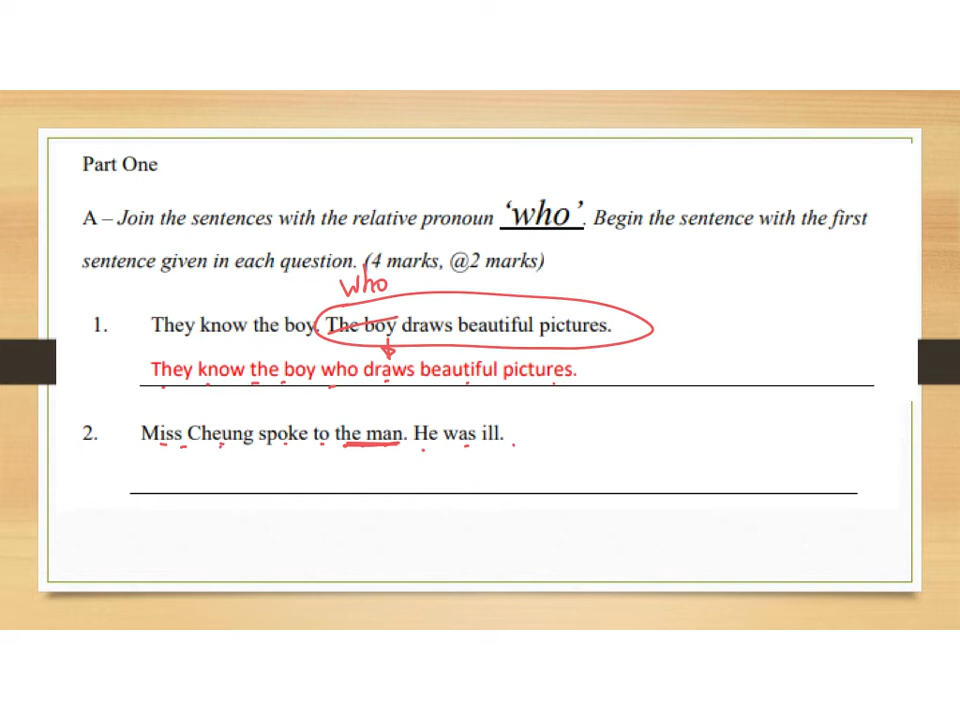 Part One
A – Join the sentences with the relative pronoun ‘who’. Begin the sentence with the first
sentence given in each question. (4 marks, @2 marks)
who
1. They know the boy. The boy draws beautiful pictures.
They know the boy who draws beautiful pictures.
2. Miss Cheung spoke to the man. He was ill.